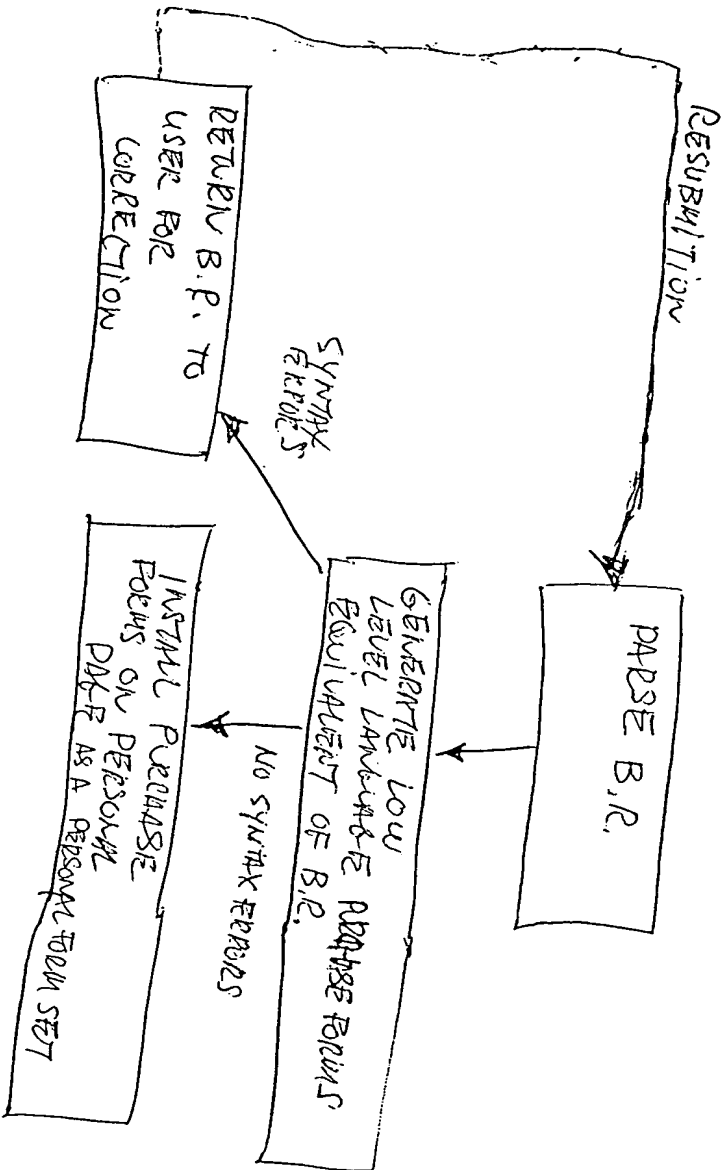 RESUBMITION
PARSE B.R.
GENERATE LOW
LEVEL LANGUAGE PURCHASE FORMS
EQUIVALENT OF B.R.
SYNTAX
ERRORS
NO SYNTAX ERRORS
RETURN B.R. TO
USER FOR
CORRECTION
INSTALL PURCHASE
FORMS ON PERSONAL
PAGE AS A PERSONAL FORM SET